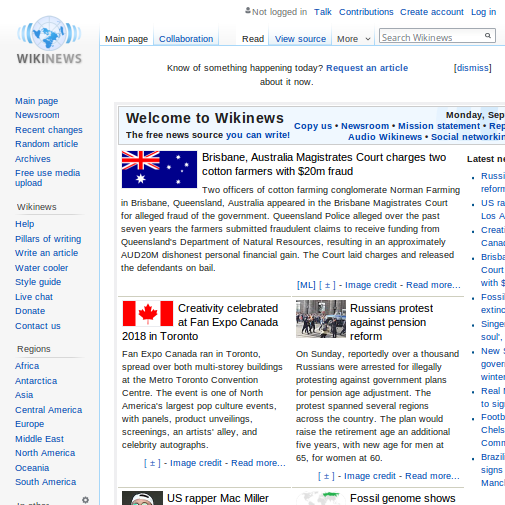 Not logged in Talk Contributions Create account Log in
WIKINEWS
Main page Collaboration Read View source More Search Wikinews
Know of something happening today? Request an article about it now.
[dismiss]
Main page
Newsroom
Recent changes
Random article
Archives
Free use media
upload
Wikinews
Help
Pillars of writing
Write an article
Water cooler
Style guide
Live chat
Donate
Contact us
Regions
Africa
Antarctica
Asia
Central America
Europe
Middle East
North America
Oceania
South America
Welcome to Wikinews
The free news source you can write!
Monday, Sep
Copy us • Newsroom • Mission statement • Rep
Audio Wikinews • Social networkin
Brisbane, Australia Magistrates Court charges two
cotton farmers with $20m fraud
Two officers of cotton farming conglomerate Norman Farming
in Brisbane, Queensland, Australia appeared in the Brisbane Magistrates Court
for alleged fraud of the government. Queensland Police alleged over the past
seven years the farmers submitted fraudulent claims to receive funding from
Queensland's Department of Natural Resources, resulting in an approximately
AUD20M dishonest personal financial gain. The Court laid charges and released
the defendants on bail.
[ML] [ ± ] - Image credit - Read more...
Creativity celebrated
at Fan Expo Canada
2018 in Toronto
Fan Expo Canada ran in Toronto,
spread over both multi-storey buildings
at the Metro Toronto Convention
Centre. The event is one of North
America's largest pop culture events,
with panels, product unveilings,
screenings, an artists' alley, and
celebrity autographs.
[ ± ] - Image credit - Read more...
Russians protest
against pension
reform
On Sunday, reportedly over a thousand
Russians were arrested for illegally
protesting against government plans
for pension age adjustment. The
protest spanned several regions
across the country. The plan would
raise the retirement age an additional
five years, with new age for men at
65, for women at 60.
[ ± ] - Image credit - Read more...
US rapper Mac Miller
Fossil genome shows
Latest ne
Russi
reform
US ra
Los A
Creati
Canad
Brisba
Court
with $
Fossil
extinc
Singer
soul',
New S
govern
winter
Real M
to sig
Footb
Chels
Comm
Brazili
signs
Manch